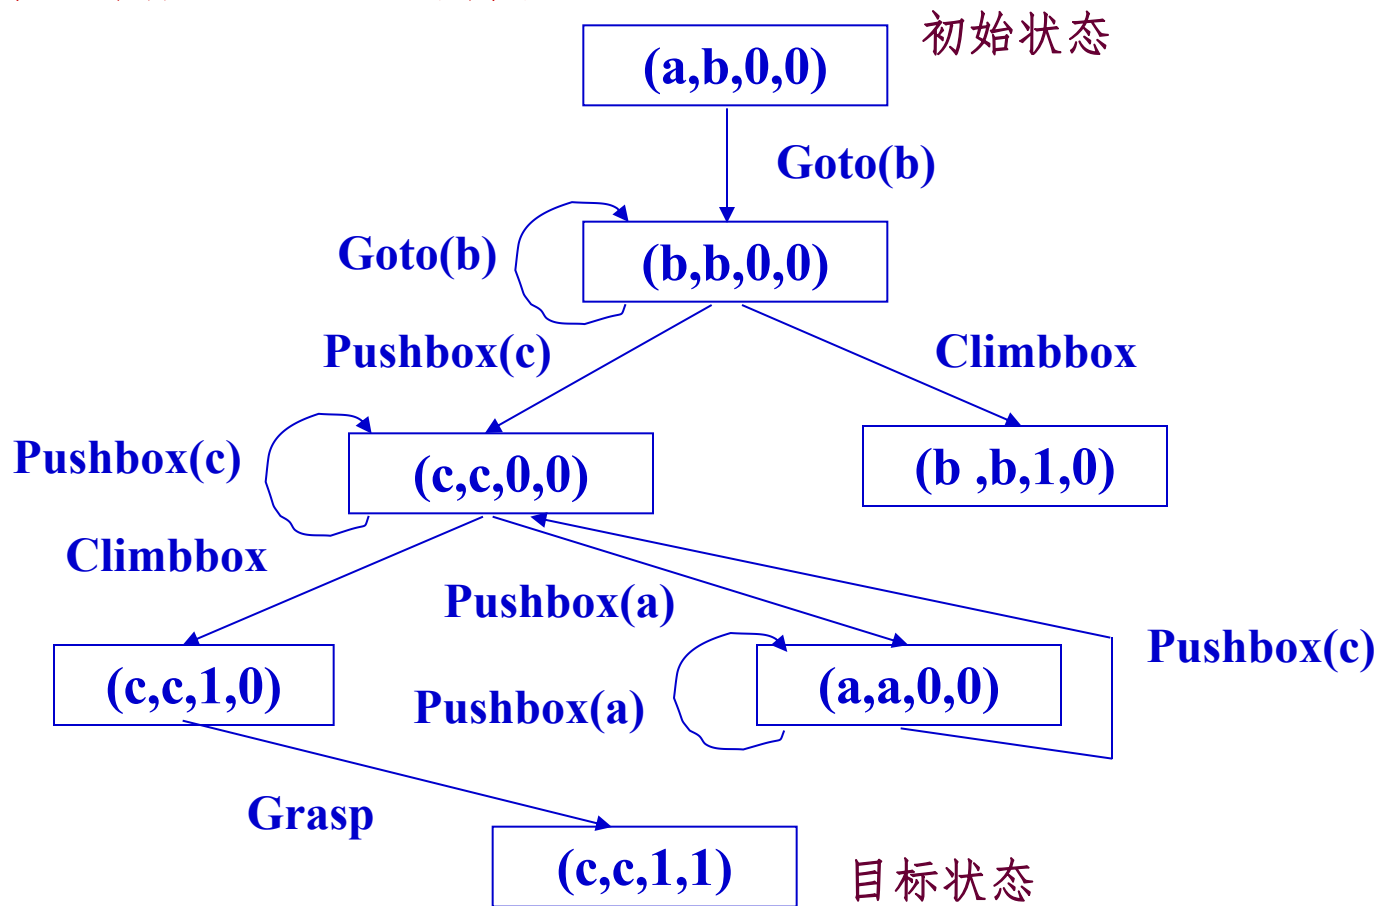 初始状态
(a,b,0,0)
Goto(b)
Goto(b)
(b,b,0,0)
Pushbox(c)
Climbbox
Pushbox(c)
(c,c,0,0)
(b ,b,1,0)
Climbbox
Pushbox(a)
Pushbox(c)
(c,c,1,0)
Pushbox(a)
(a,a,0,0)
Grasp
(c,c,1,1)
目标状态